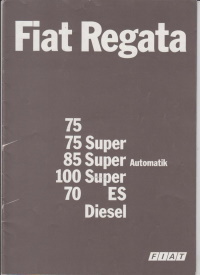 Fiat Regata
75
75 Super
85 Super Automatik
100 Super
70 ES
Diesel
FIAT